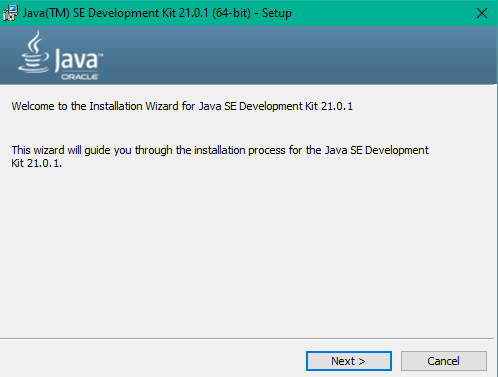 Java(TM) SE Development Kit 21.0.1 (64-bit) - Setup
Java™
ORACLE
Welcome to the Installation Wizard for Java SE Development Kit 21.0.1
This wizard will guide you through the installation process for the Java SE Development
Kit 21.0.1.
Next >
Cancel